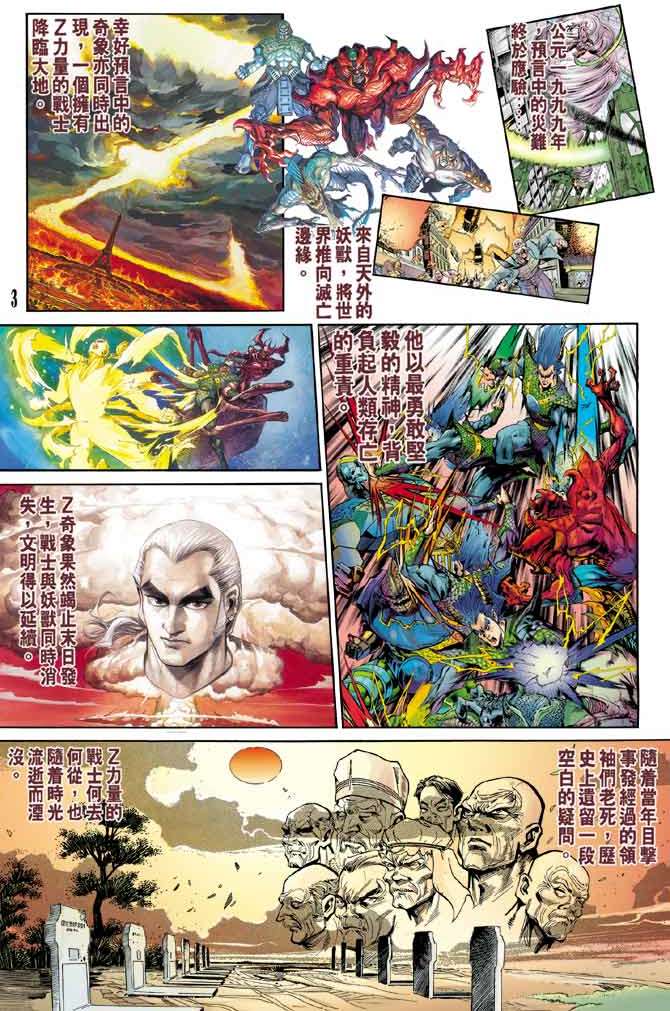 公元一九九九年
，預言中的災難
終於應驗…
來自天外的
妖獸，將世
界推向滅亡
邊緣。
幸好預言中的
奇象亦同時出
現，一個擁有
Z力量的戰士
降臨大地。
3
他以最勇敢堅
毅的精神，背
負起人類存亡
的重責。
Z奇象果然竭止末日發
生，戰士與妖獸同時消
失，文明得以延續。
隨着當年目擊
事發經過的領
袖們老死，歷
史上遺留一段
空白的疑問。
Z力量的
戰士何去
何從，也
隨着時光
流逝而湮
沒。